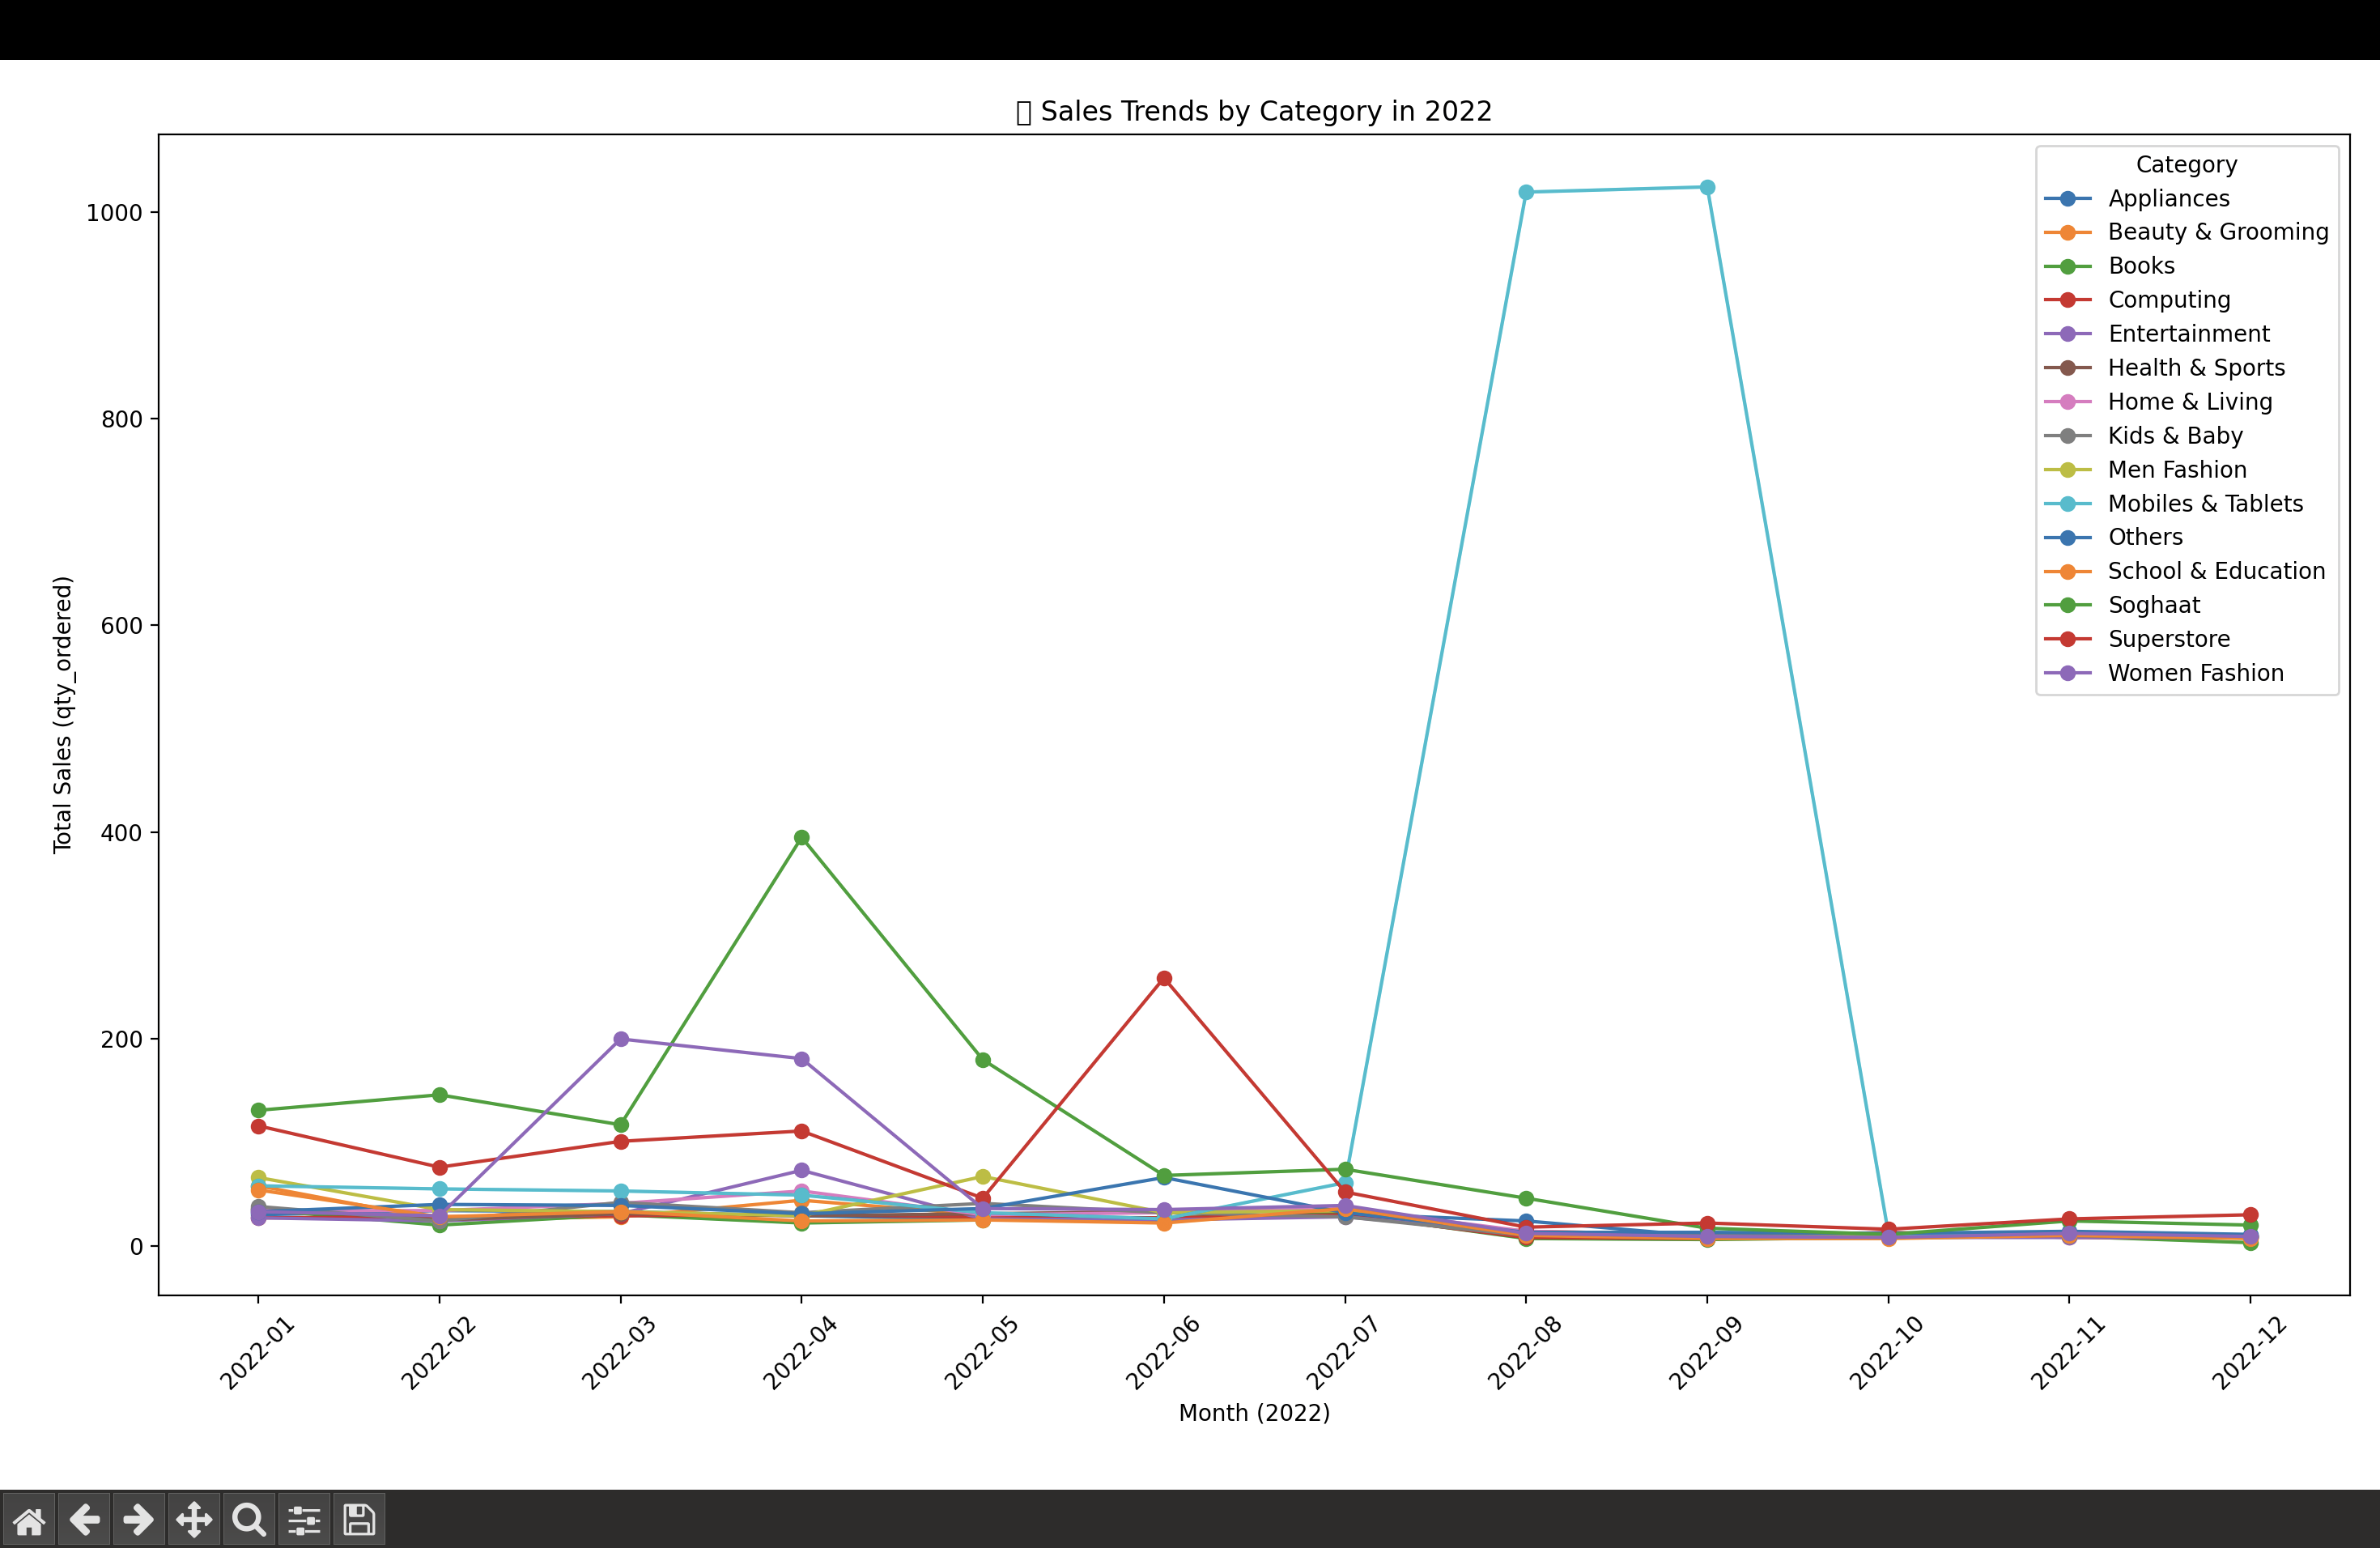 ▯ Sales Trends by Category in 2022
Category
Appliances
Beauty & Grooming
Books
Computing
Entertainment
Health & Sports
Home & Living
Kids & Baby
Men Fashion
Mobiles & Tablets
Others
School & Education
Soghaat
Superstore
Women Fashion
Total Sales (qty_ordered)
1000
800
600
400
200
0
2022-01
2022-02
2022-03
2022-04
2022-05
2022-06
2022-07
2022-08
2022-09
2022-10
2022-11
2022-12
Month (2022)